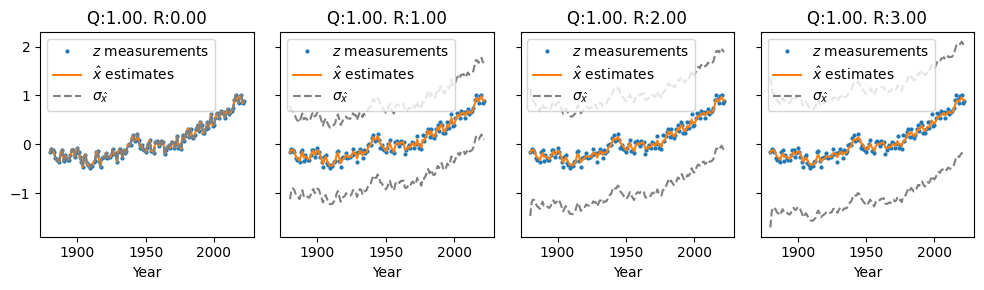 Q:1.00. R:0.00
Q:1.00. R:1.00
Q:1.00. R:2.00
Q:1.00. R:3.00
z measurements
x̂ estimates
σx̂
z measurements
x̂ estimates
σx̂
z measurements
x̂ estimates
σx̂
z measurements
x̂ estimates
σx̂
2
1
0
−1
1900 1950 2000
1900 1950 2000
1900 1950 2000
1900 1950 2000
Year
Year
Year
Year